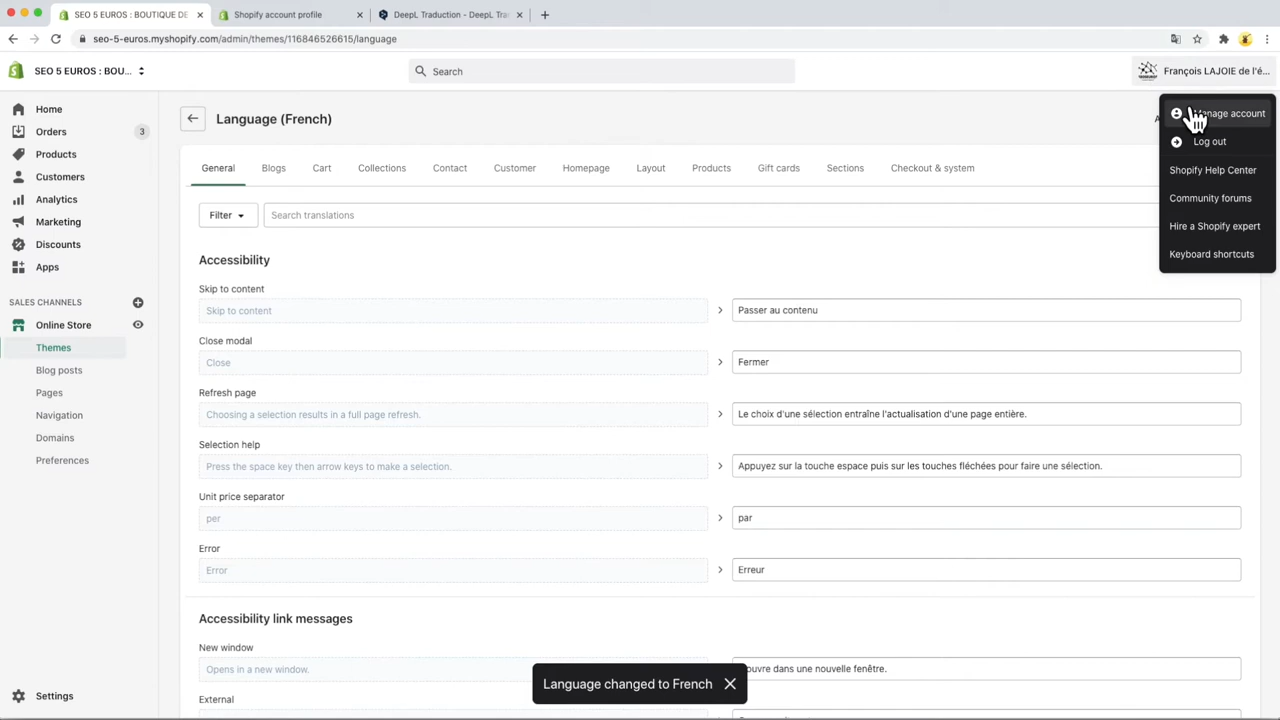 SEO 5 EUROS : BOUTIQUE DE
Shopify account profile
DeepL Traduction - DeepL Tra
seo-5-euros.myshopify.com/admin/themes/116846526615/language
SEO 5 EUROS : BOU...
Search
François LAJOIE de l'é...
Manage account
Log out
Shopify Help Center
Community forums
Hire a Shopify expert
Keyboard shortcuts
Home
Orders
3
Products
Customers
Analytics
Marketing
Discounts
Apps
SALES CHANNELS
Online Store
Themes
Blog posts
Pages
Navigation
Domains
Preferences
Settings
Language (French)
General Blogs Cart Collections Contact Customer Homepage Layout Products Gift cards Sections Checkout & system
Filter
Search translations
Accessibility
Skip to content
Skip to content
Passer au contenu
Close modal
Close
Fermer
Refresh page
Choosing a selection results in a full page refresh.
Le choix d'une sélection entraîne l'actualisation d'une page entière.
Selection help
Press the space key then arrow keys to make a selection.
Appuyez sur la touche espace puis sur les touches fléchées pour faire une sélection.
Unit price separator
per
par
Error
Error
Erreur
Accessibility link messages
New window
Opens in a new window.
ouvre dans une nouvelle fenêtre.
External
Language changed to French